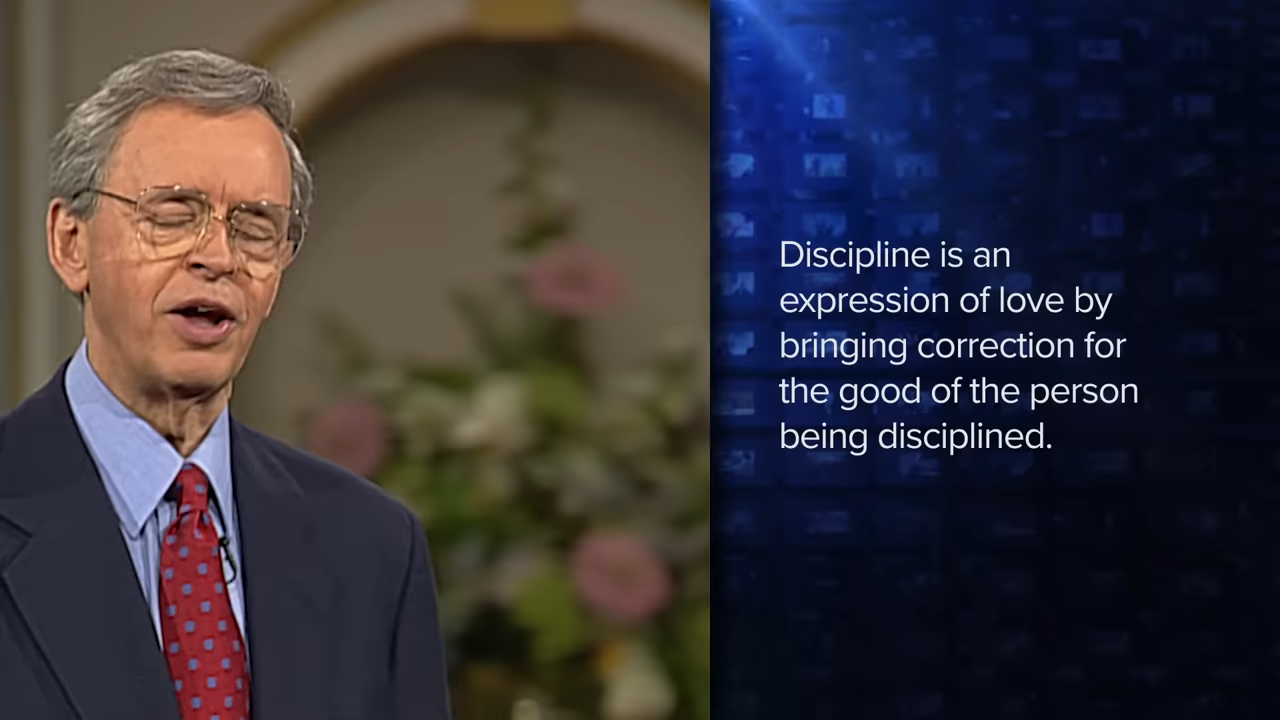 Discipline is an
expression of love by
bringing correction for
the good of the person
being disciplined.